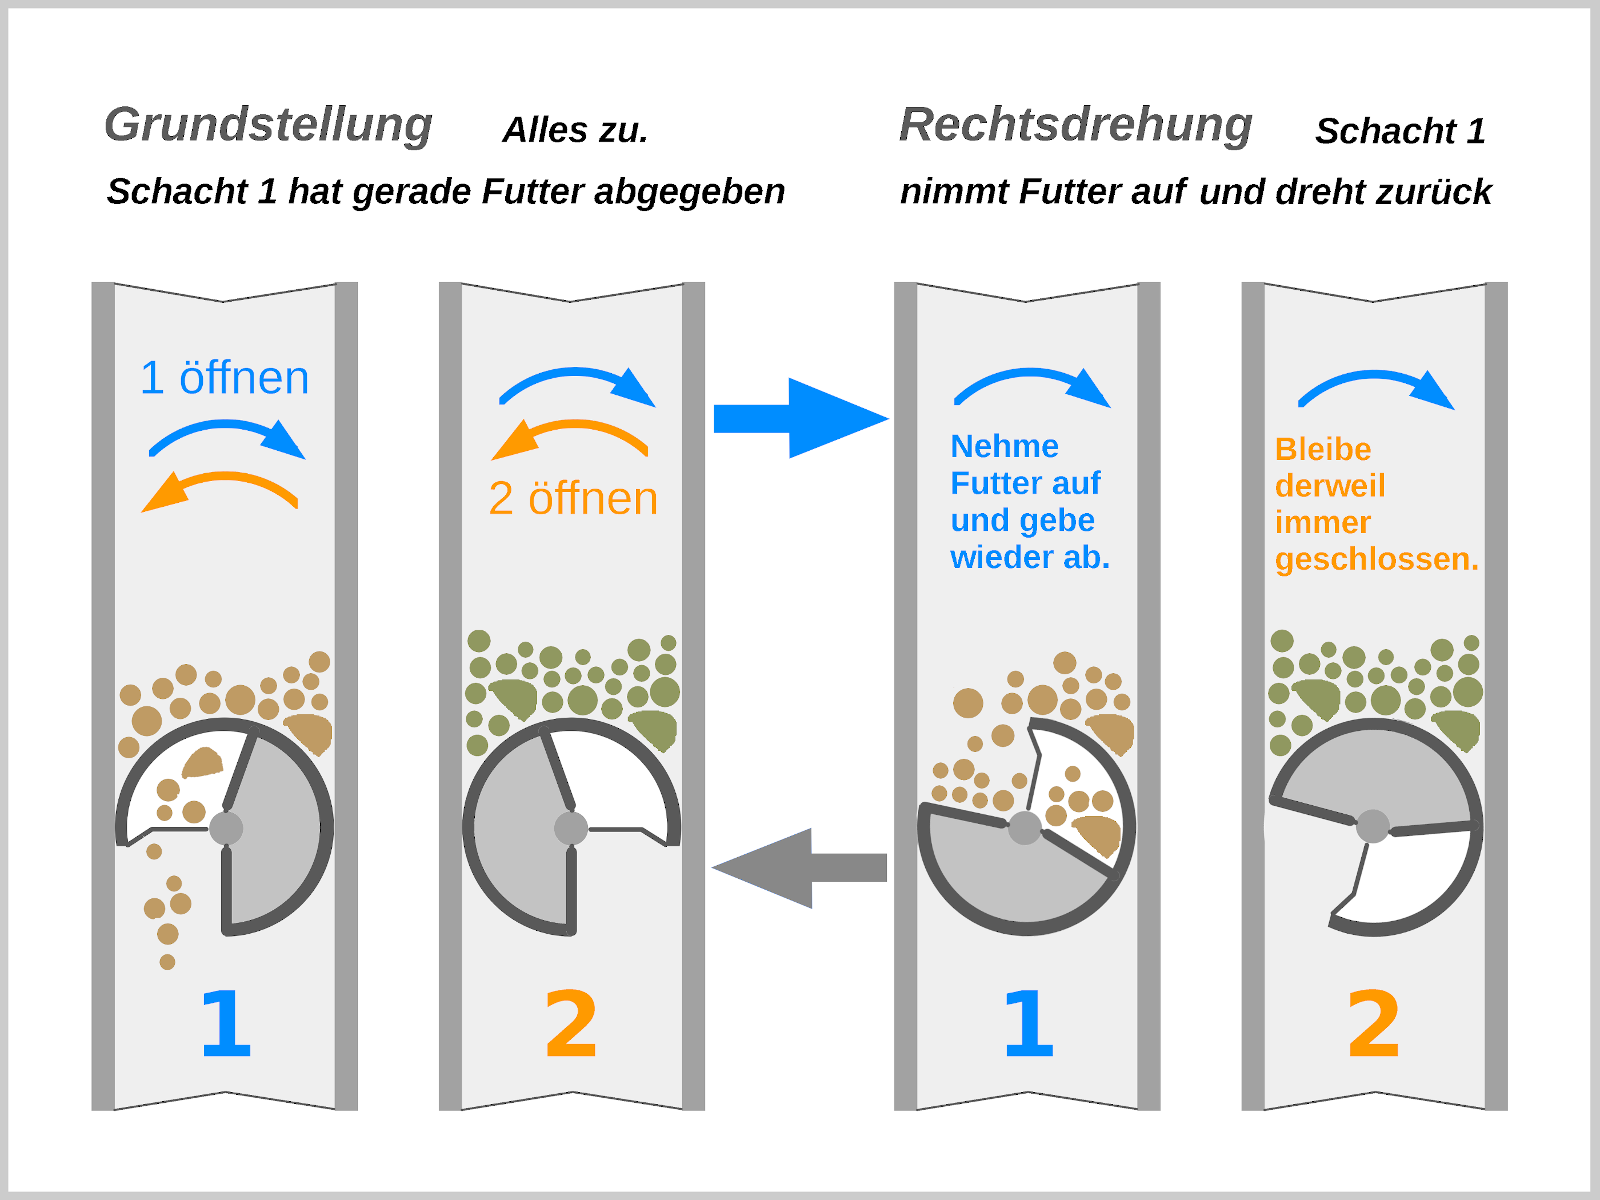 Grundstellung Alles zu.
Schacht 1 hat gerade Futter abgegeben
Rechtsdrehung Schacht 1
nimmt Futter auf und dreht zurück
1 öffnen
2 öffnen
Nehme
Futter auf
und gebe
wieder ab.
Bleibe
derweil
immer
geschlossen.
1
2
1
2